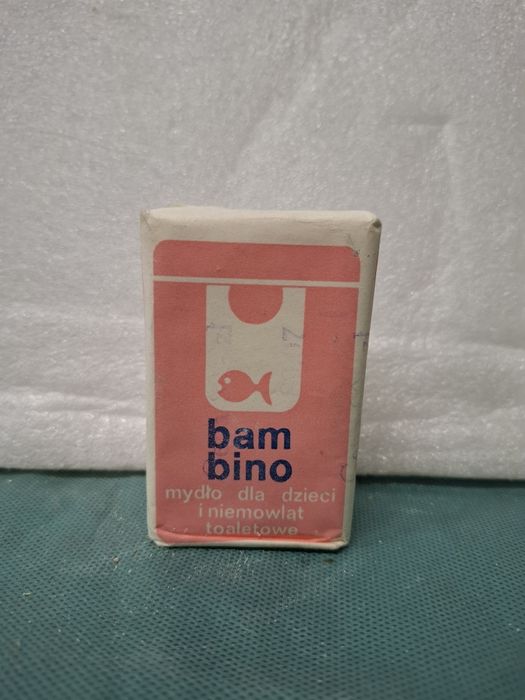 bam
bino
mydło dla dzieci
i niemowląt
toaletowe